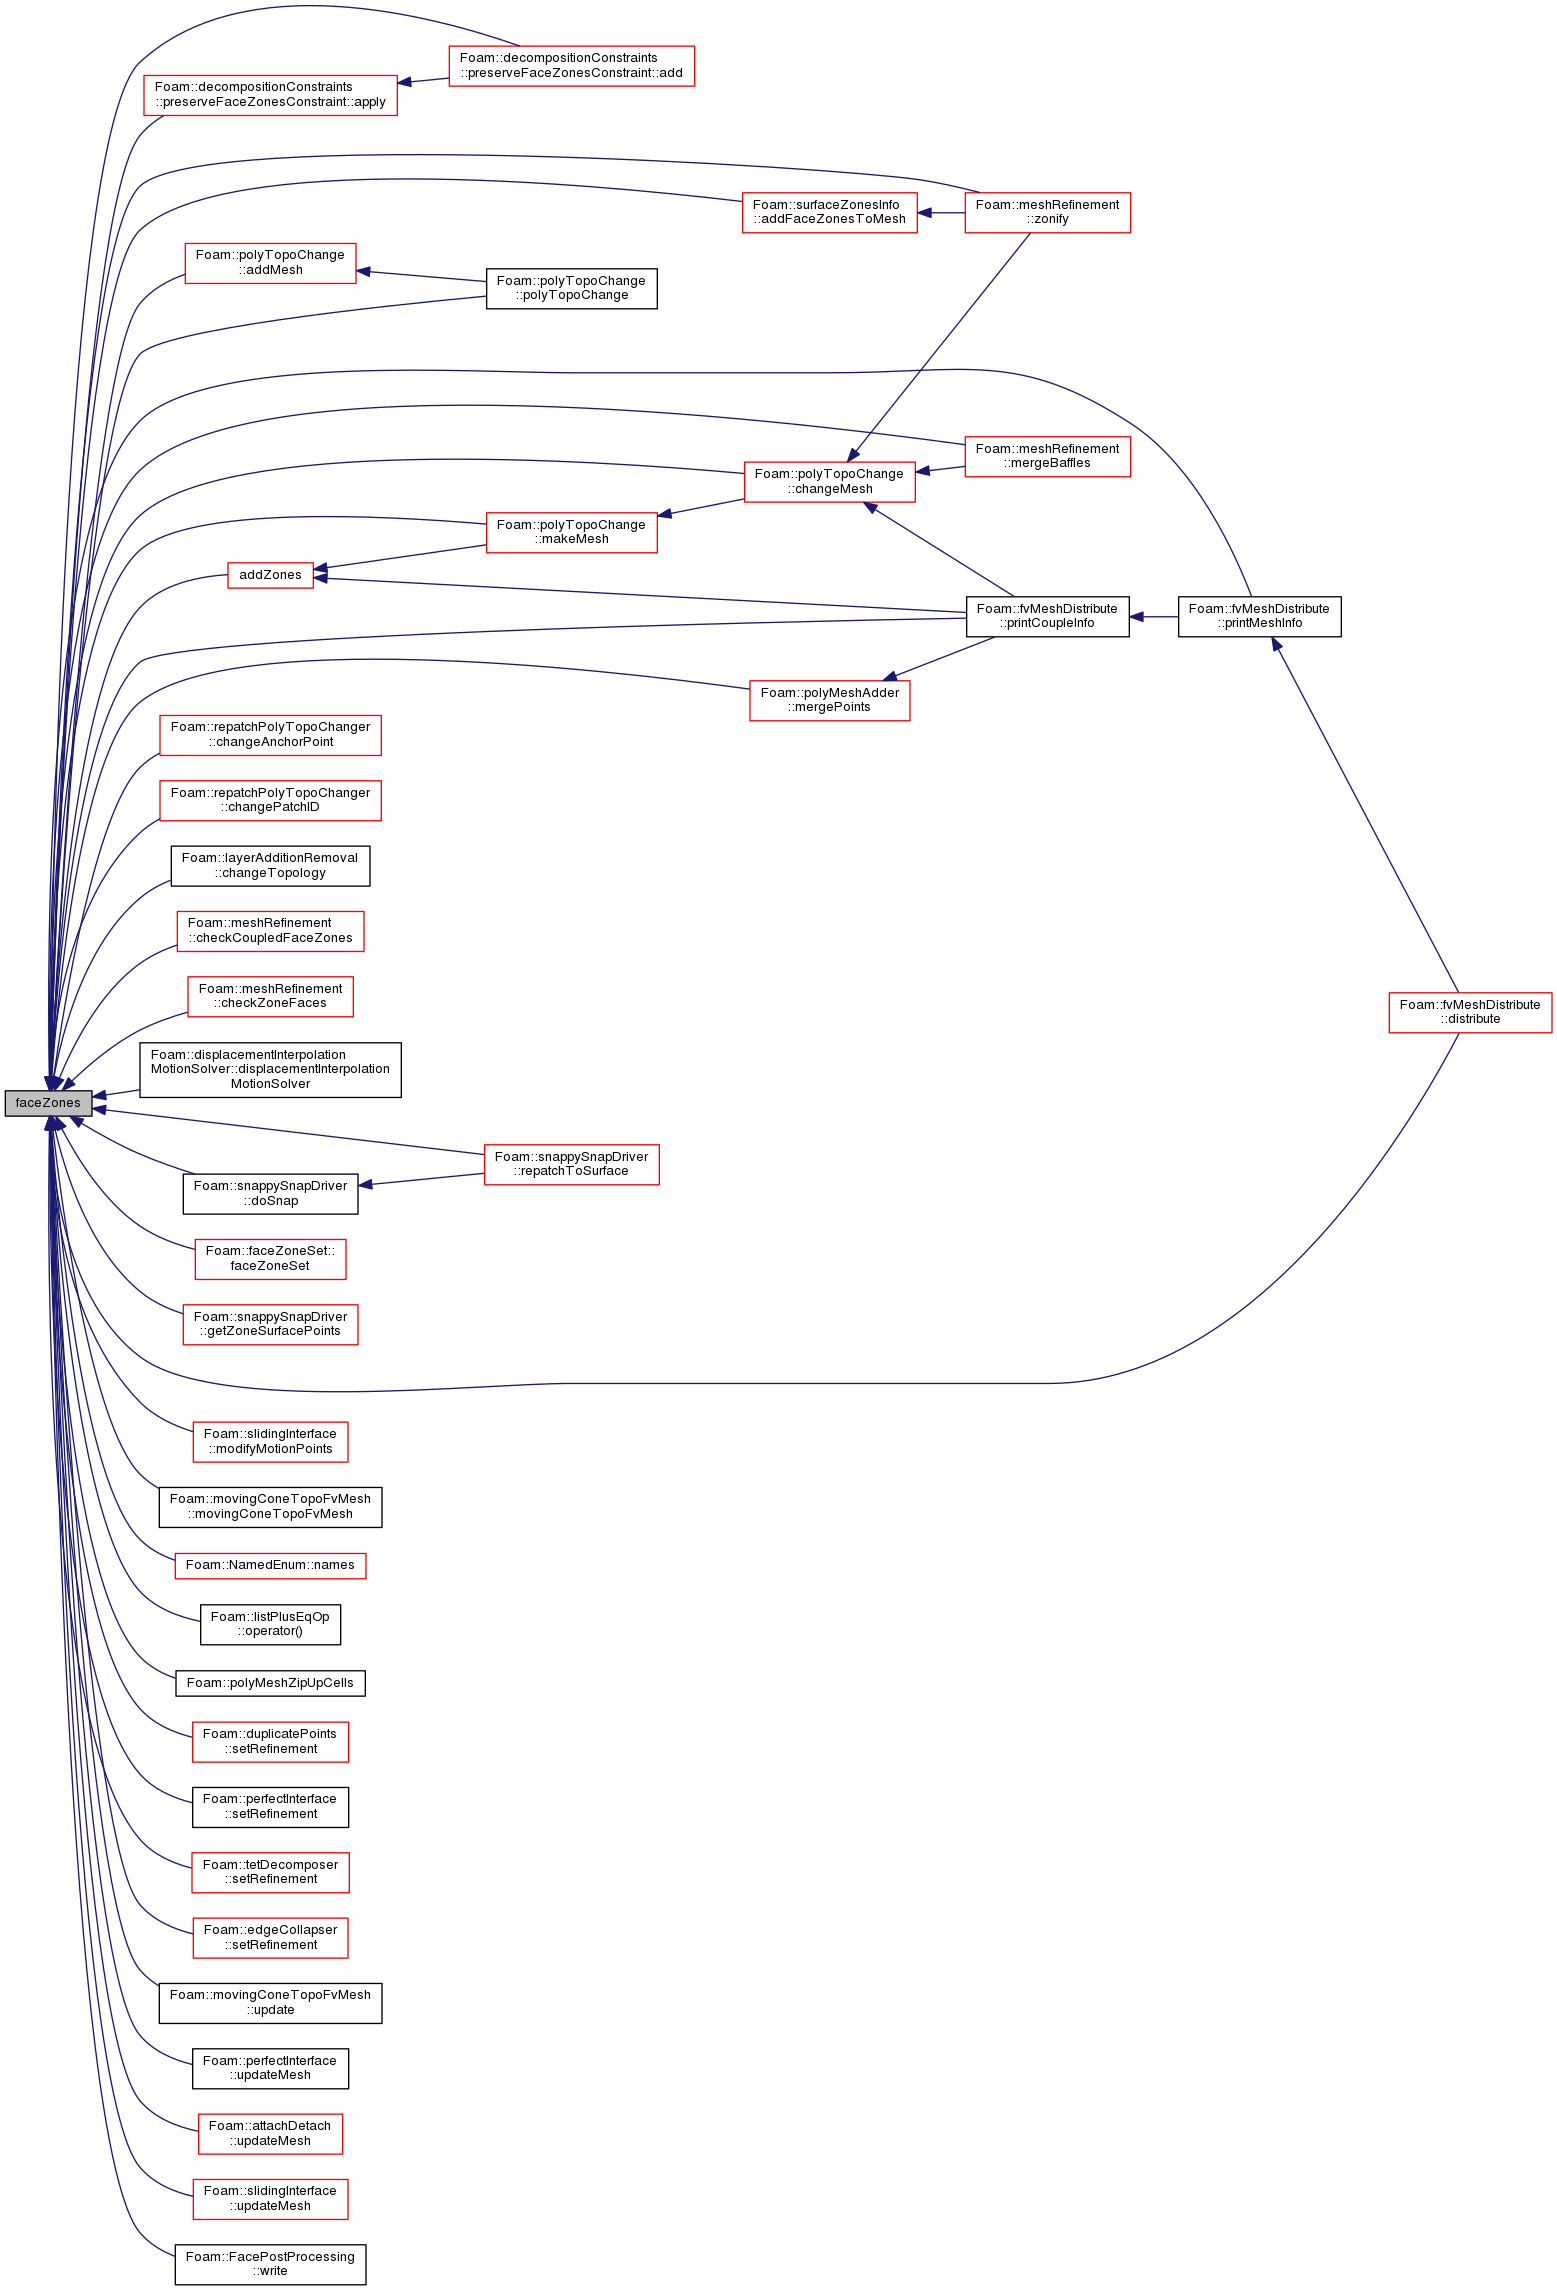 Foam::decompositionConstraints
::preserveFaceZonesConstraint::add
Foam::decompositionConstraints
::preserveFaceZonesConstraint::apply
Foam::surfaceZonesInfo
::addFaceZonesToMesh
Foam::meshRefinement
::zonify
Foam::polyTopoChange
::addMesh
Foam::polyTopoChange
::polyTopoChange
Foam::meshRefinement
::mergeBaffles
Foam::polyTopoChange
::changeMesh
Foam::polyTopoChange
::makeMesh
addZones
Foam::fvMeshDistribute
::printCoupleInfo
Foam::fvMeshDistribute
::printMeshInfo
Foam::polyMeshAdder
::mergePoints
Foam::repatchPolyTopoChanger
::changeAnchorPoint
Foam::repatchPolyTopoChanger
::changePatchID
Foam::layerAdditionRemoval
::changeTopology
Foam::meshRefinement
::checkCoupledFaceZones
Foam::meshRefinement
::checkZoneFaces
Foam::fvMeshDistribute
::distribute
Foam::displacementInterpolation
MotionSolver::displacementInterpolation
MotionSolver
faceZones
Foam::snappySnapDriver
::repatchToSurface
Foam::snappySnapDriver
::doSnap
Foam::faceZoneSet::
faceZoneSet
Foam::snappySnapDriver
::getZoneSurfacePoints
Foam::slidingInterface
::modifyMotionPoints
Foam::movingConeTopoFvMesh
::movingConeTopoFvMesh
Foam::NamedEnum::names
Foam::listPlusEqOp
::operator()
Foam::polyMeshZipUpCells
Foam::duplicatePoints
::setRefinement
Foam::perfectInterface
::setRefinement
Foam::tetDecomposer
::setRefinement
Foam::edgeCollapser
::setRefinement
Foam::movingConeTopoFvMesh
::update
Foam::perfectInterface
::updateMesh
Foam::attachDetach
::updateMesh
Foam::slidingInterface
::updateMesh
Foam::FacePostProcessing
::write